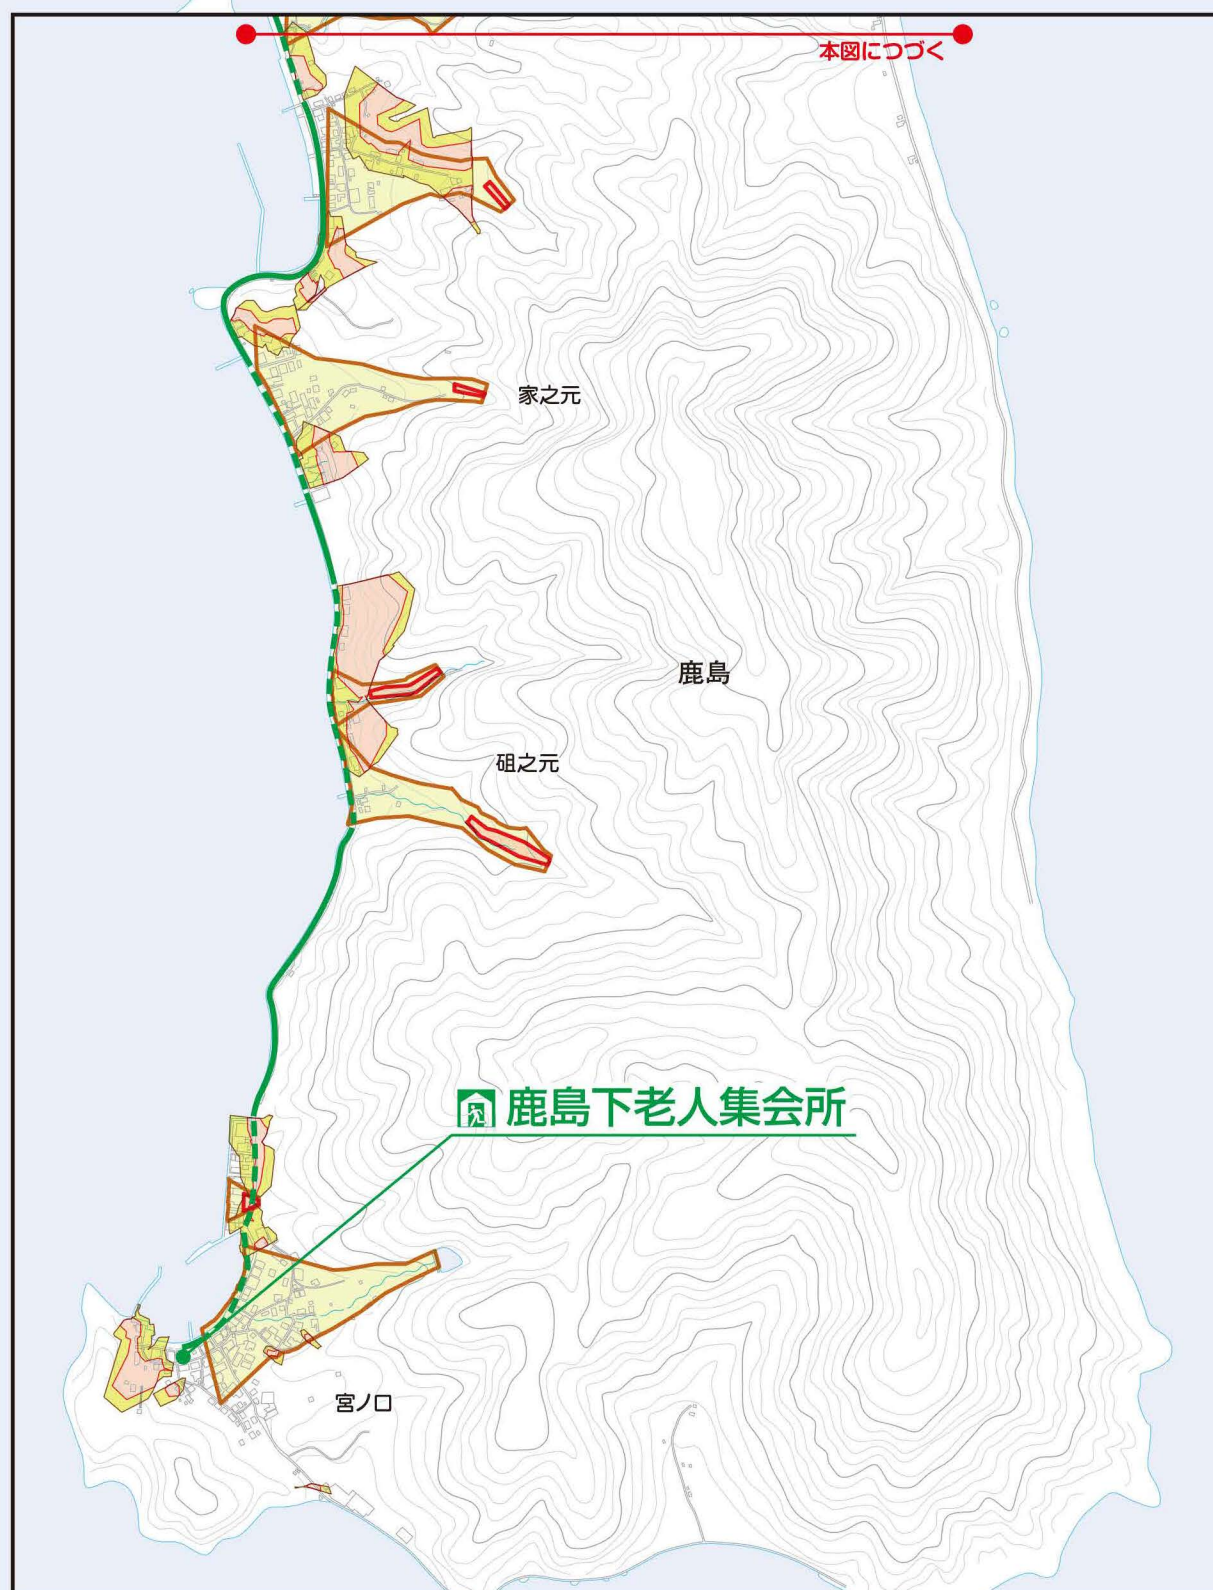 本図につづく
家之元
鹿島
砠之元
鹿島下老人集会所
宮ノ口